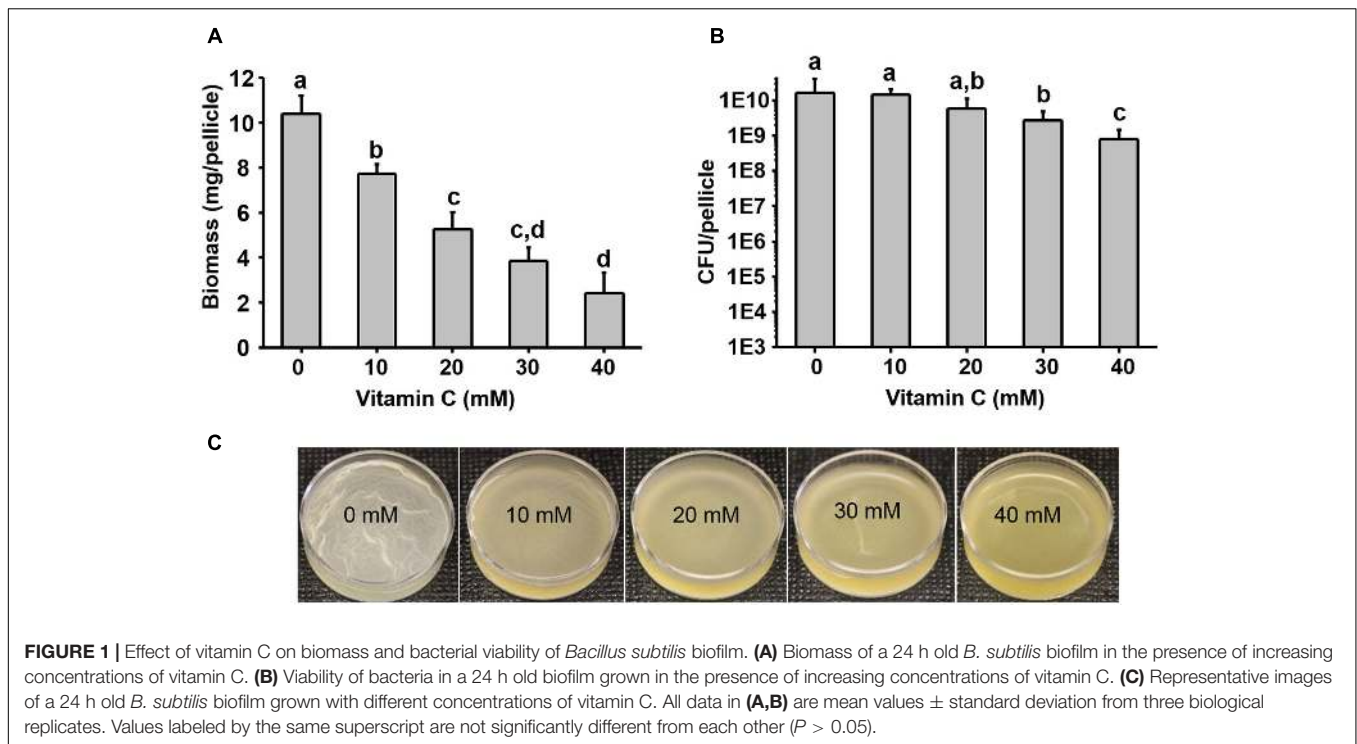 A
B
12
10
8
6
4
2
0
Biomass (mg/pellicle)
a
b
c
c,d
d
0 10 20 30 40
Vitamin C (mM)
1E10
1E9
1E8
1E7
1E6
1E5
1E4
1E3
CFU/pellicle
a
a
a,b
b
c
0 10 20 30 40
Vitamin C (mM)
C
0 mM
10 mM
20 mM
30 mM
40 mM
FIGURE 1 | Effect of vitamin C on biomass and bacterial viability of Bacillus subtilis biofilm. (A) Biomass of a 24 h old B. subtilis biofilm in the presence of increasing
concentrations of vitamin C. (B) Viability of bacteria in a 24 h old biofilm grown in the presence of increasing concentrations of vitamin C. (C) Representative images
of a 24 h old B. subtilis biofilm grown with different concentrations of vitamin C. All data in (A,B) are mean values ± standard deviation from three biological
replicates. Values labeled by the same superscript are not significantly different from each other (P > 0.05).